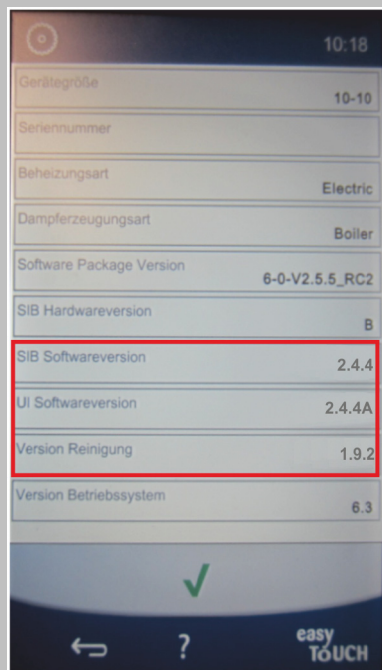 10:18
Gerätegröße
10-10
Seriennummer
Beheizungsart
Electric
Dampferzeugungsart
Boiler
Software Package Version
6-0-V2.5.5_RC2
SIB Hardwareversion
B
SIB Softwareversion
2.4.4
UI Softwareversion
2.4.4A
Version Reinigung
1.9.2
Version Betriebssystem
6.3
?
easy
TOUCH